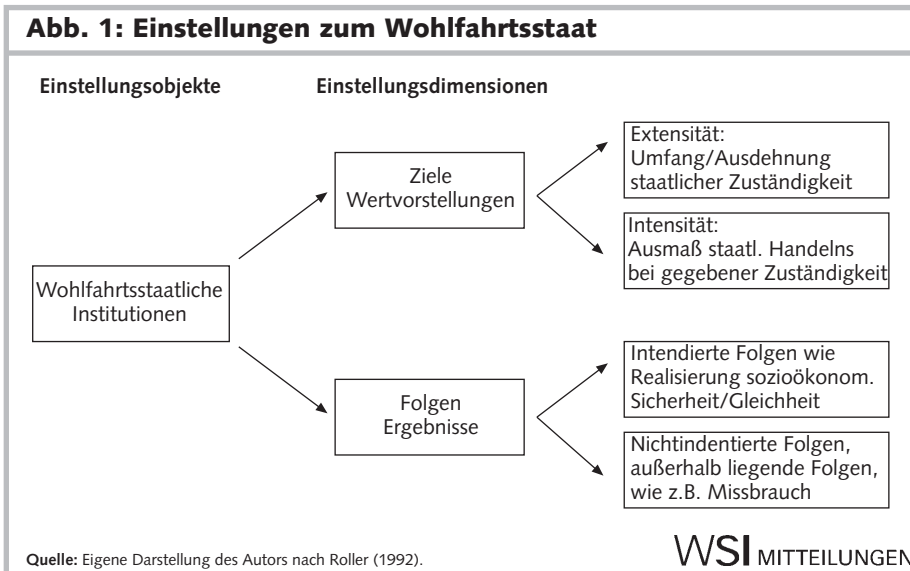 Abb. 1: Einstellungen zum Wohlfahrtsstaat
Einstellungsobjekte
Einstellungsdimensionen
Wohlfahrtsstaatliche
Institutionen
Ziele
Wertvorstellungen
Extensität:
Umfang/Ausdehnung
staatlicher Zuständigkeit
Intensität:
Ausmaß staatl. Handelns
bei gegebener Zuständigkeit
Folgen
Ergebnisse
Intendierte Folgen wie
Realisierung sozioökonom.
Sicherheit/Gleichheit
Nichtindentierte Folgen,
außerhalb liegende Folgen,
wie z.B. Missbrauch
Quelle: Eigene Darstellung des Autors nach Roller (1992).
WSI MITTEILUNGEN